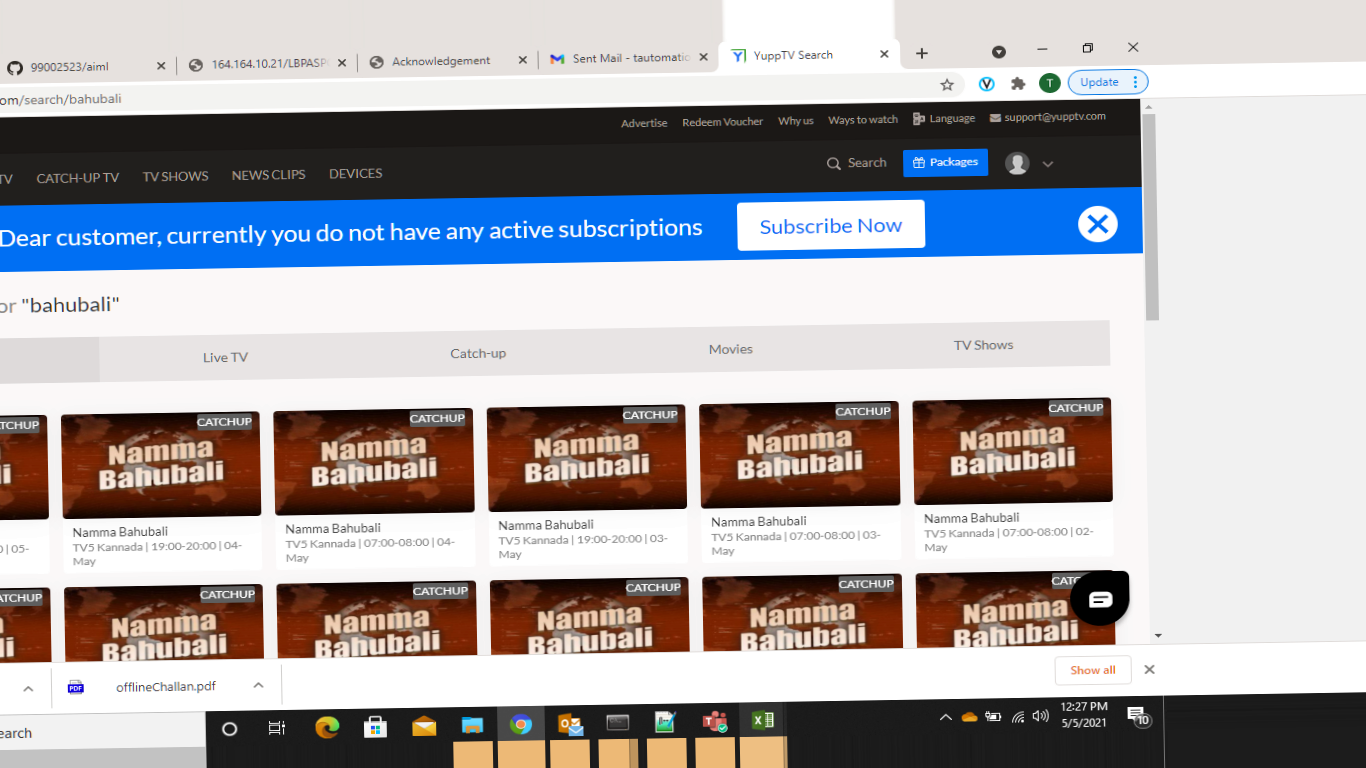 99002523/aiml
164.164.10.21/LBPASP
Acknowledgement
Sent Mail - tautomatio
YuppTV Search
om/search/bahubali
T
Update
Advertise
Redeem Voucher
Why us
Ways to watch
Language
support@yupptv.com
TV
CATCH-UP TV
TV SHOWS
NEWS CLIPS
DEVICES
Search
Packages
Dear customer, currently you do not have any active subscriptions
Subscribe Now
or "bahubali"
Live TV
Catch-up
Movies
TV Shows
TCHUP
CATCHUP
CATCHUP
CATCHUP
CATCHUP
CATCHUP
Namma
Bahubali
Namma
Bahubali
Namma
Bahubali
Namma
Bahubali
Namma
Bahubali
li
0 | 05-
Namma Bahubali
TV5 Kannada | 19:00-20:00 | 04-
May
Namma Bahubali
TV5 Kannada | 07:00-08:00 | 04-
May
Namma Bahubali
TV5 Kannada | 19:00-20:00 | 03-
May
Namma Bahubali
TV5 Kannada | 07:00-08:00 | 03-
May
Namma Bahubali
TV5 Kannada | 07:00-08:00 | 02-
May
TCHUP
CATCHUP
CATCHUP
CATCHUP
CATCHUP
CATC
Namma
Bahubali
Namma
Bahubali
Namma
Bahubali
Namma
Bahubali
Namma
Bahubali
li
PDF
offlineChallan.pdf
Show all
earch
12:27 PM
5/5/2021
10